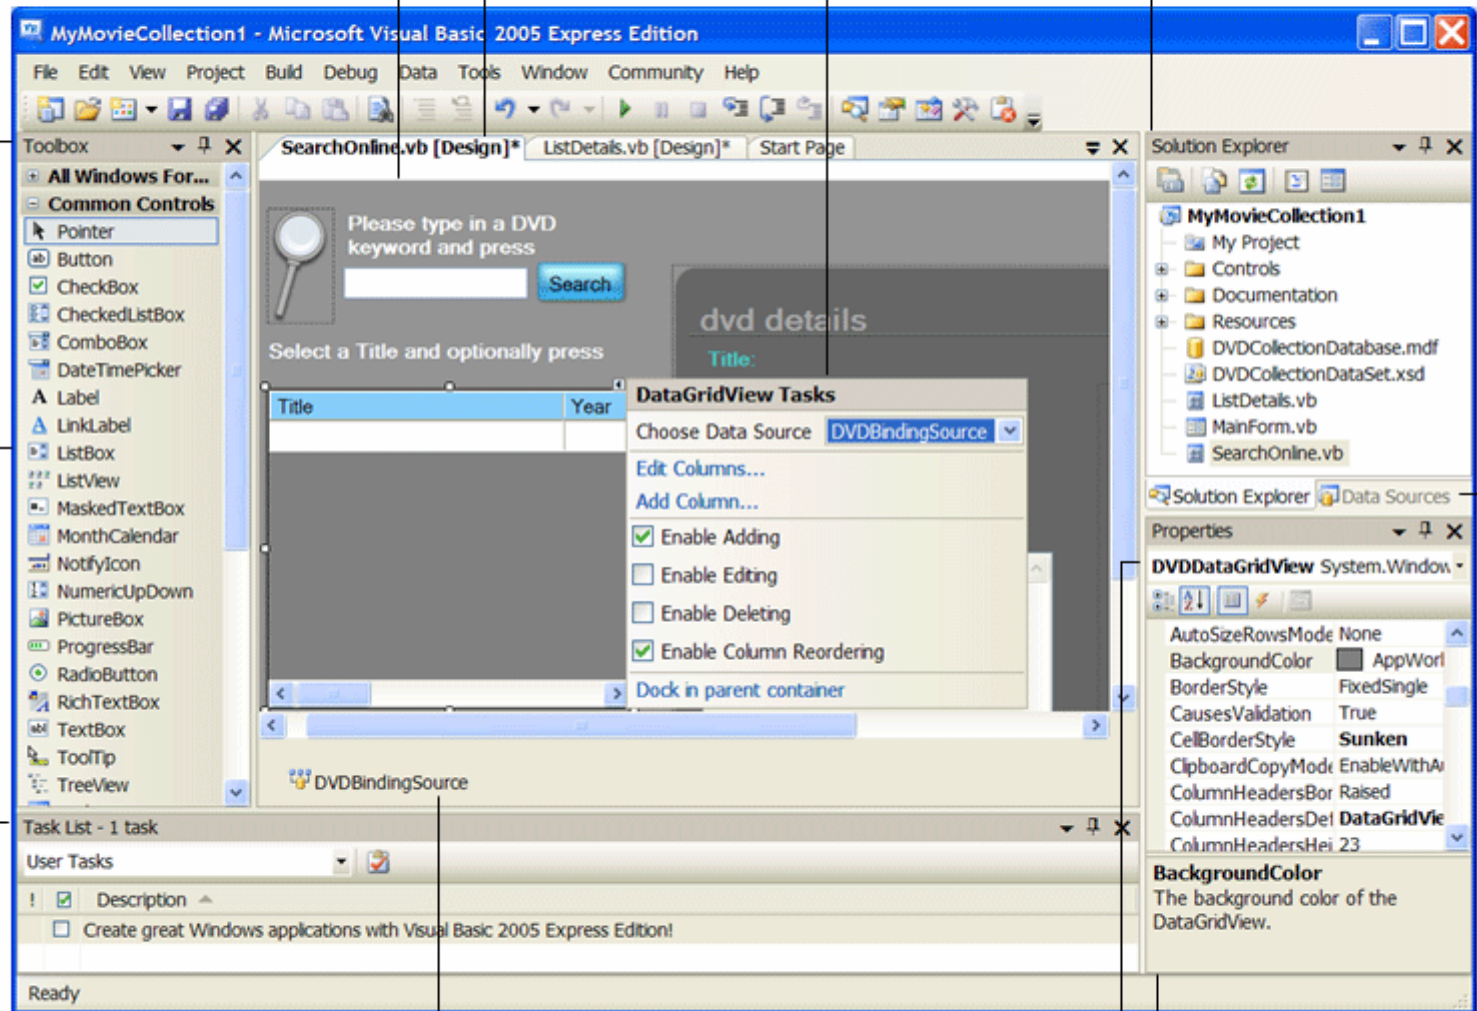 MyMovieCollection1 - Microsoft Visual Basic 2005 Express Edition
File Edit View Project Build Debug Data Tools Window Community Help
Toolbox
All Windows For...
Common Controls
Pointer
Button
CheckBox
CheckedListBox
ComboBox
DateTimePicker
Label
LinkLabel
ListBox
ListView
MaskedTextBox
MonthCalendar
NotifyIcon
NumericUpDown
PictureBox
ProgressBar
RadioButton
RichTextBox
TextBox
ToolTip
TreeView
SearchOnline.vb [Design]* ListDetails.vb [Design]* Start Page
Please type in a DVD
keyword and press
Search
Select a Title and optionally press
Title Year
dvd details
Title:
DataGridView Tasks
Choose Data Source DVDBindingSource
Edit Columns...
Add Column...
Enable Adding
Enable Editing
Enable Deleting
Enable Column Reordering
Dock in parent container
DVDBindingSource
Solution Explorer
MyMovieCollection1
My Project
Controls
Documentation
Resources
DVDCollectionDatabase.mdf
DVDCollectionDataSet.xsd
ListDetails.vb
MainForm.vb
SearchOnline.vb
Solution Explorer Data Sources
Properties
DVDDataGridView System.Window
AutoSizeRowsMode None
BackgroundColor AppWorl
BorderStyle FixedSingle
CausesValidation True
CellBorderStyle Sunken
ClipboardCopyMode EnableWithAu
ColumnHeadersBor Raised
ColumnHeadersDef DataGridVie
ColumnHeadersHei 23
BackgroundColor
The background color of the
DataGridView.
Task List - 1 task
User Tasks
! Description
Create great Windows applications with Visual Basic 2005 Express Edition!
Ready